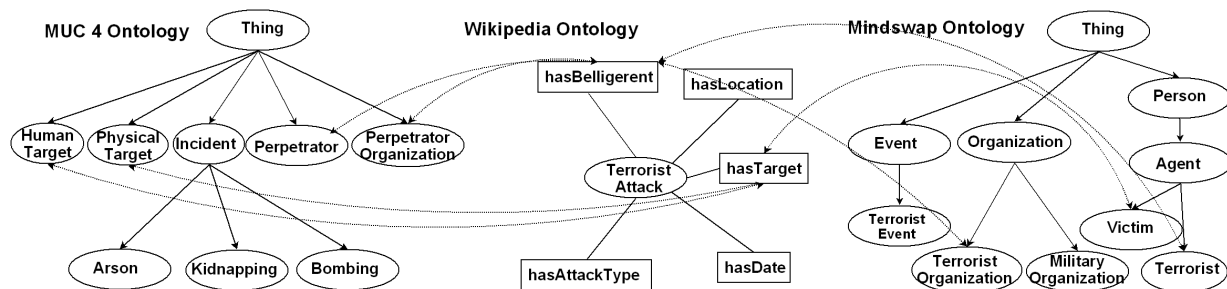 MUC 4 Ontology
Thing
Human
Target
Physical
Target
Incident
Perpetrator
Perpetrator
Organization
Arson
Kidnapping
Bombing
Wikipedia Ontology
hasBelligerent
hasLocation
Terrorist
Attack
hasTarget
hasAttackType
hasDate
Mindswap Ontology
Thing
Person
Event
Organization
Agent
Terrorist
Event
Victim
Terrorist
Organization
Military
Organization
Terrorist